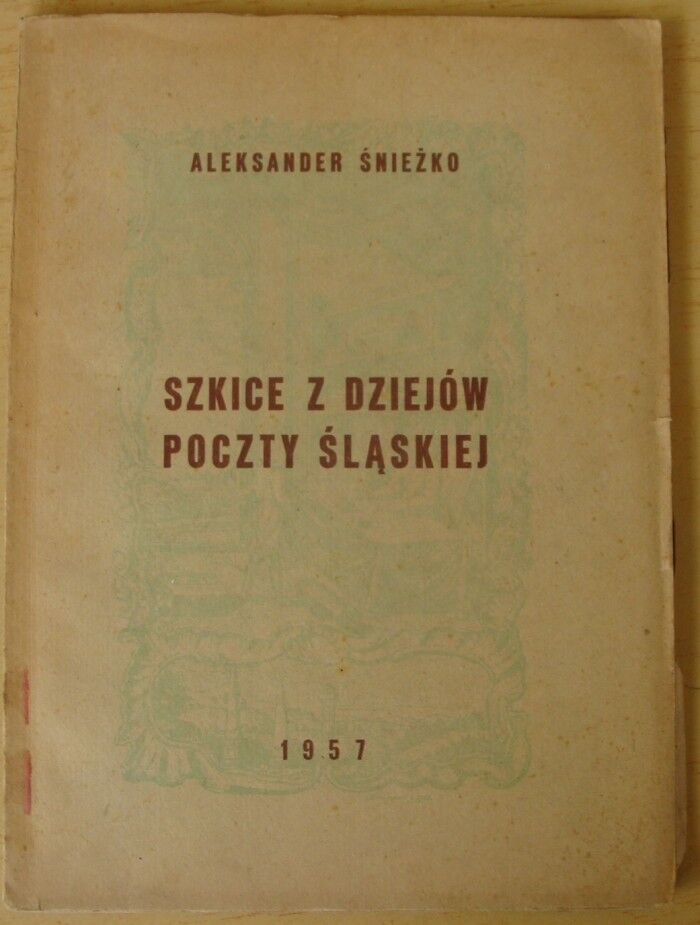 ALEKSANDER ŚNIEŻKO
SZKICE Z DZIEJÓW
POCZTY ŚLĄSKIEJ
1957